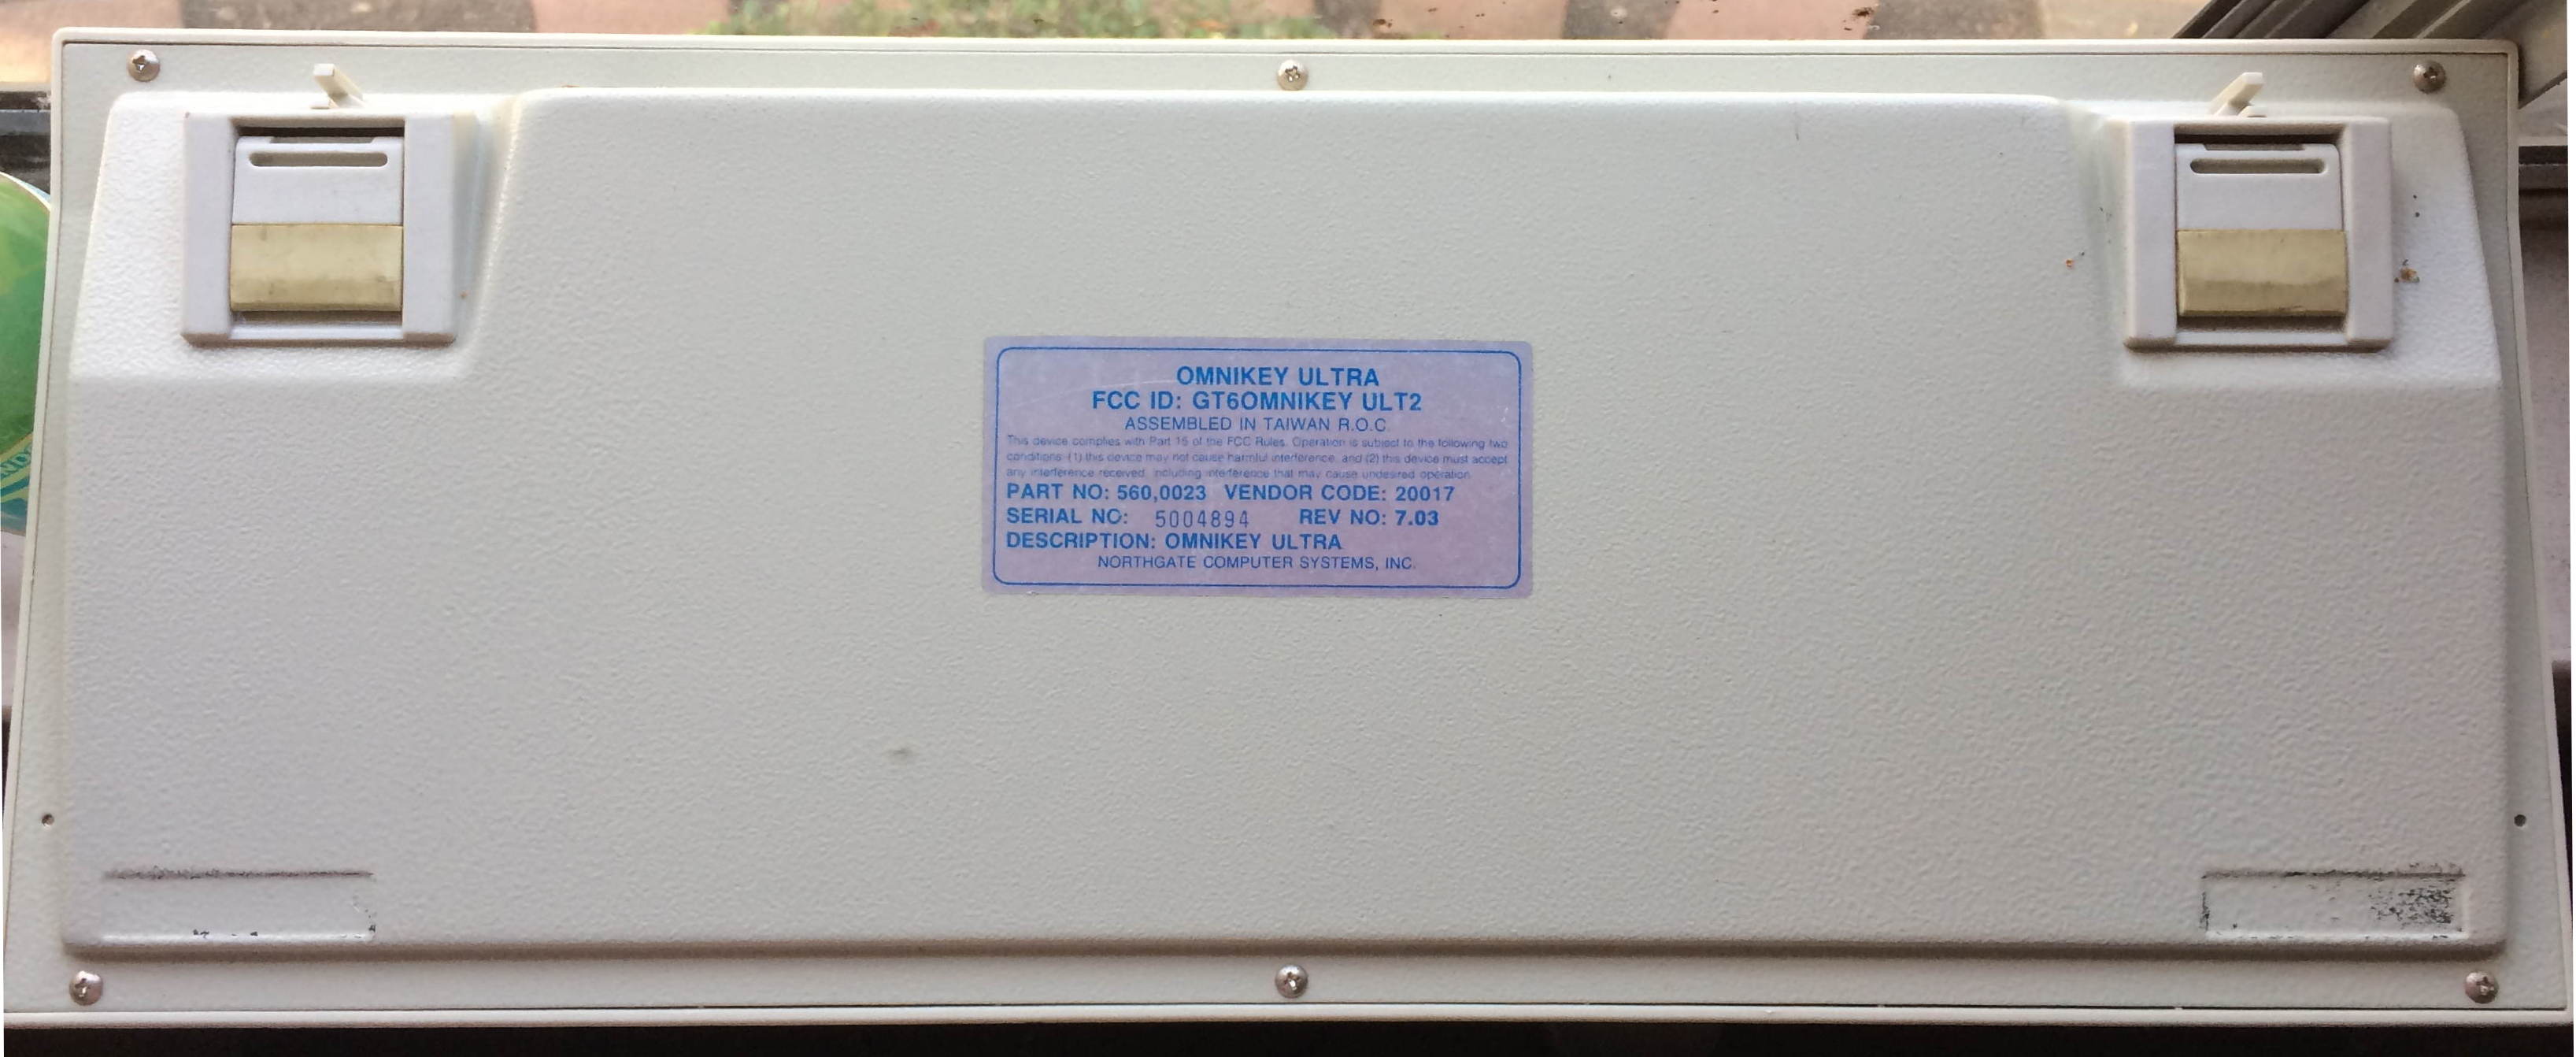 OMNIKEY ULTRA
FCC ID: GT6OMNIKEY ULT2
ASSEMBLED IN TAIWAN R.O.C.
This device complies with Part 15 of the FCC Rules. Operation is subject to the following two
conditions: (1) this device may not cause harmful interference, and (2) this device must accept
any interference received, including interference that may cause undesired operation.
PART NO: 560,0023 VENDOR CODE: 20017
SERIAL NO: 5004894 REV NO: 7.03
DESCRIPTION: OMNIKEY ULTRA
NORTHGATE COMPUTER SYSTEMS, INC.